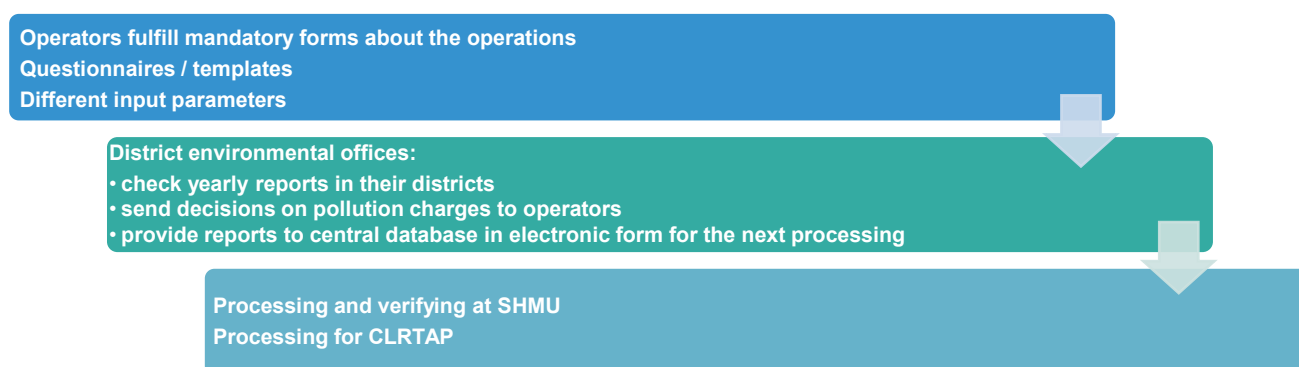 Operators fulfill mandatory forms about the operations
Questionnaires / templates
Different input parameters
District environmental offices:
• check yearly reports in their districts
• send decisions on pollution charges to operators
• provide reports to central database in electronic form for the next processing
Processing and verifying at SHMU
Processing for CLRTAP